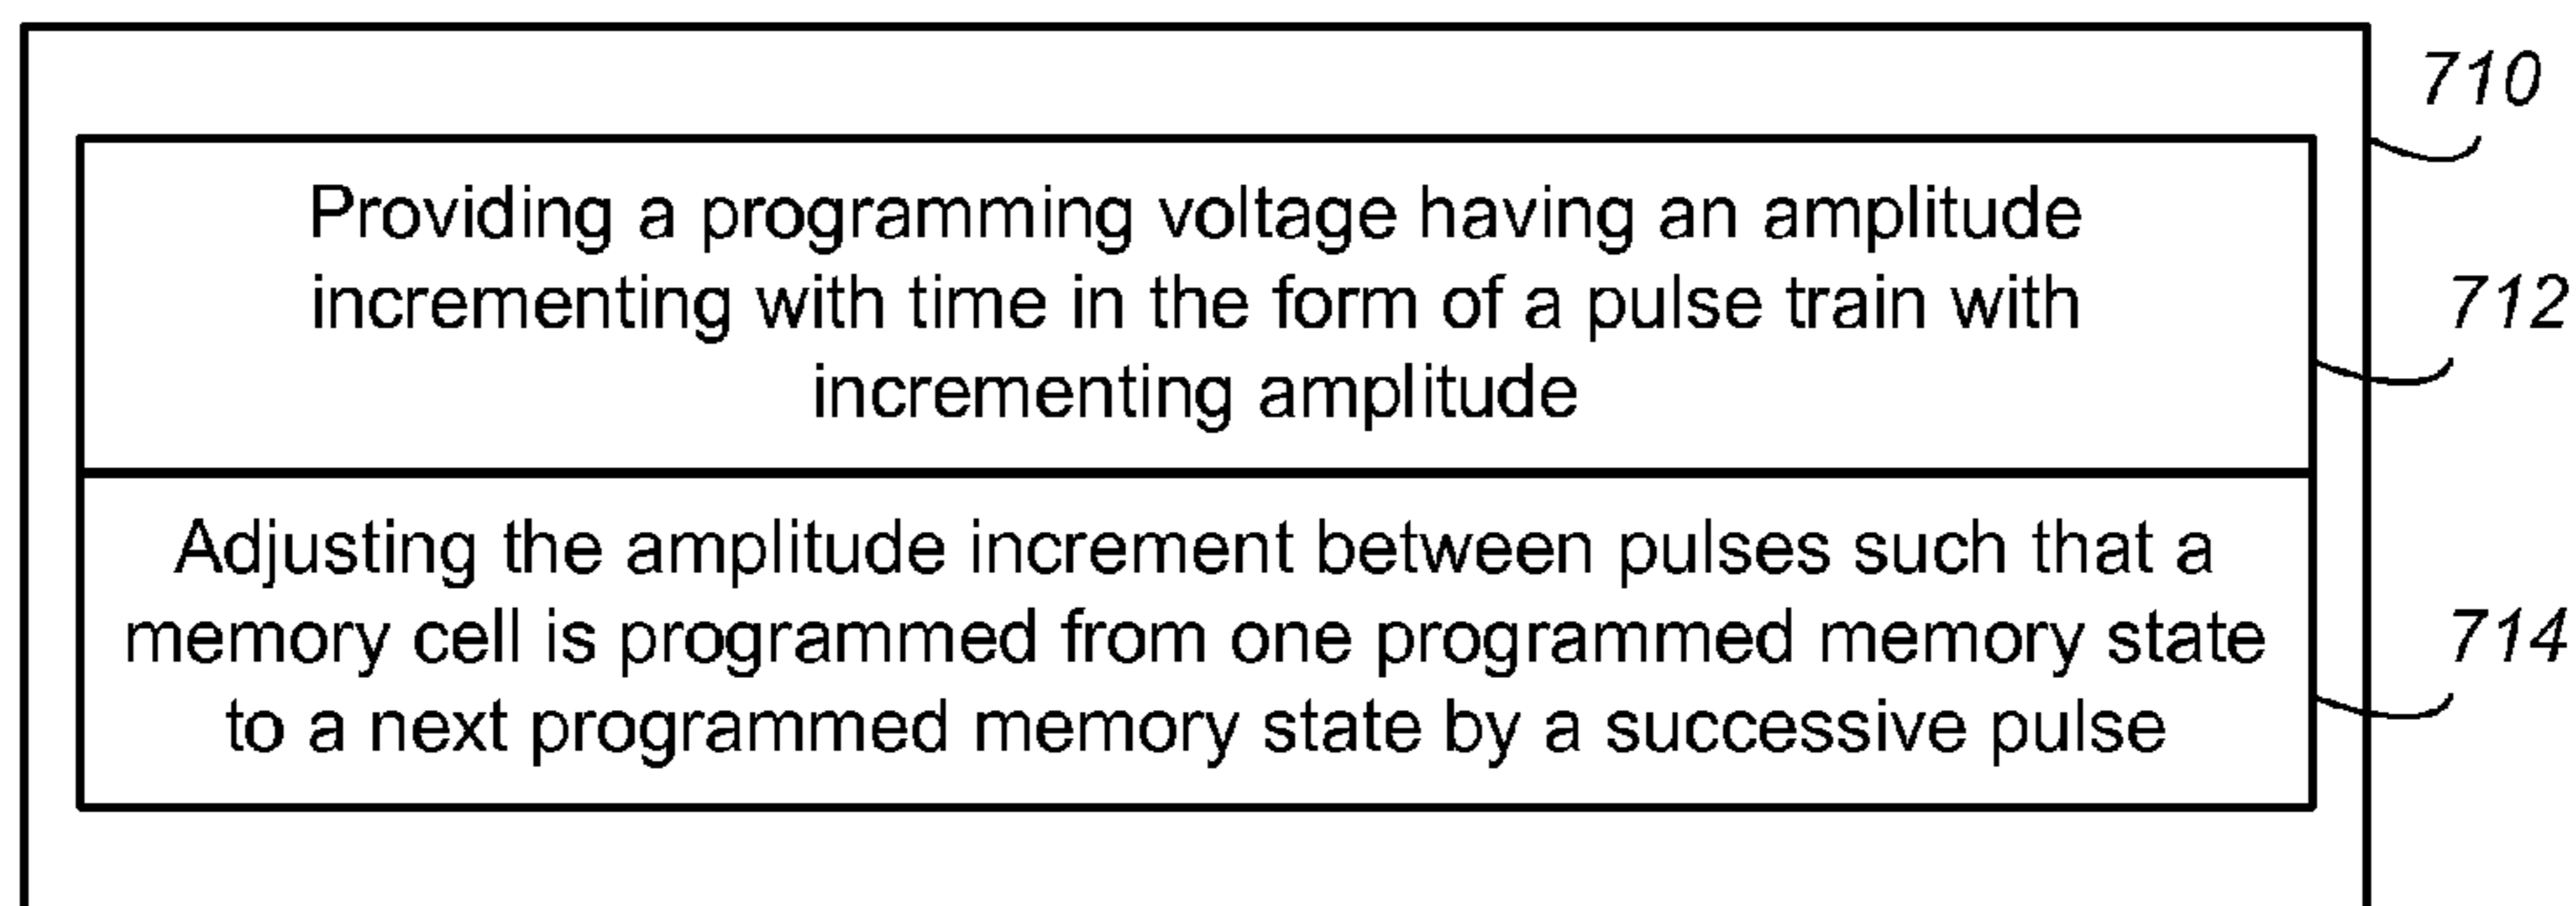 710
Providing a programming voltage having an amplitude
incrementing with time in the form of a pulse train with
incrementing amplitude
712
Adjusting the amplitude increment between pulses such that a
memory cell is programmed from one programmed memory state
to a next programmed memory state by a successive pulse
714